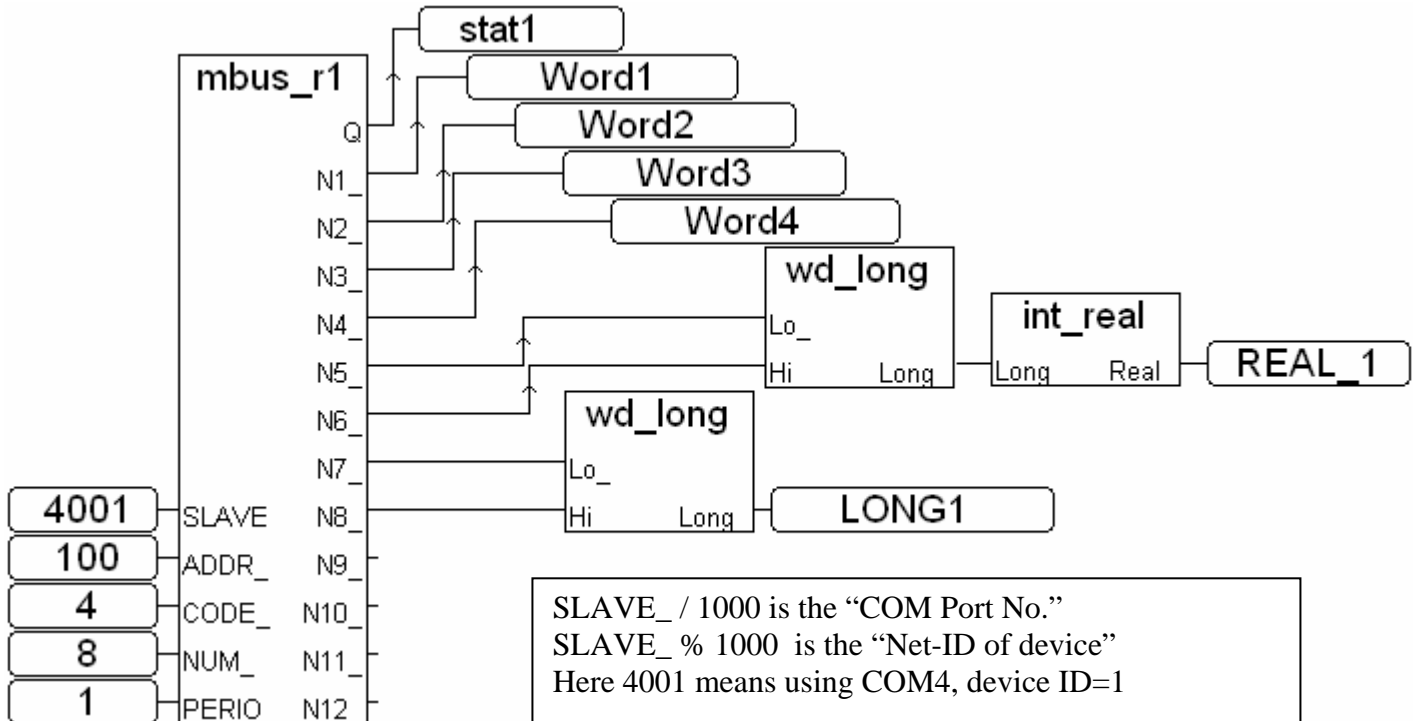 stat1
mbus_r1
Word1
Q
Word2
N1_
Word3
N2_
Word4
N3_
wd_long
N4_
Lo_
int_real
N5_
Hi Long
Long Real
REAL_1
N6_
wd_long
N7_
Lo_
4001
SLAVE
N8_
Hi Long
LONG1
100
ADDR_
N9_
4
CODE_
N10_
8
NUM_
N11_
1
PERIO
N12
SLAVE_ / 1000 is the “COM Port No.”
SLAVE_ % 1000 is the “Net-ID of device”
Here 4001 means using COM4, device ID=1